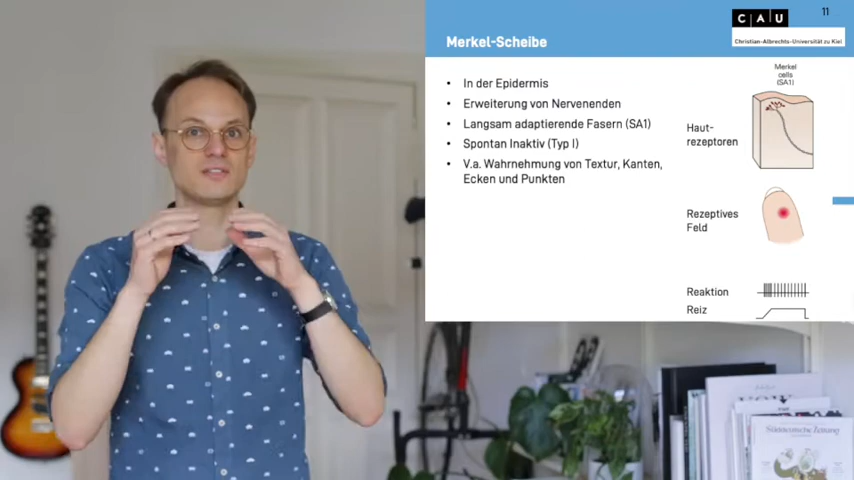 11
C A U
Christian-Albrechts-Universität zu Kiel
Merkel-Scheibe
• In der Epidermis
• Erweiterung von Nervenenden
• Langsam adaptierende Fasern (SA1)
• Spontan Inaktiv (Typ I)
• V.a. Wahrnehmung von Textur, Kanten,
Ecken und Punkten
Merkel
cells
(SA1)
Haut-
rezeptoren
Rezeptives
Feld
Reaktion
Reiz
Süddeutsche Zeitung